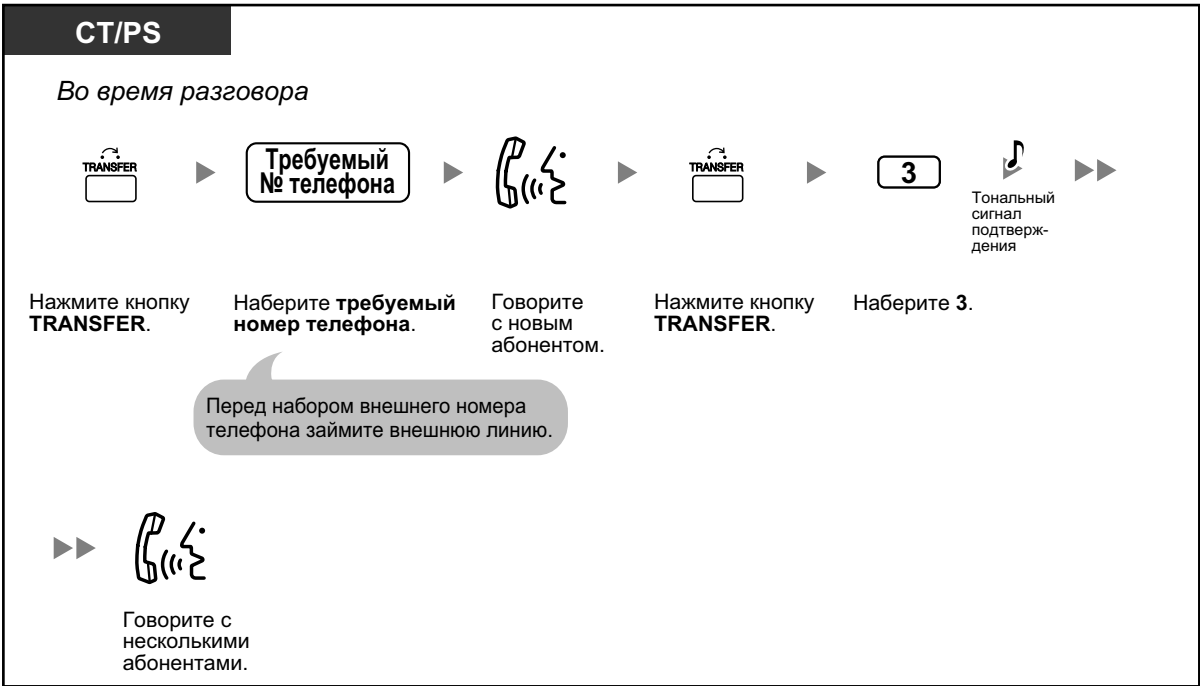 CT/PS
Во время разговора
TRANSFER
Требуемый
№ телефона
TRANSFER
3
Тональный
сигнал
подтверж-
дения
Нажмите кнопку
TRANSFER.
Наберите требуемый
номер телефона.
Говорите
с новым
абонентом.
Нажмите кнопку
TRANSFER.
Наберите 3.
Перед набором внешнего номера
телефона займите внешнюю линию.
Говорите с
несколькими
абонентами.